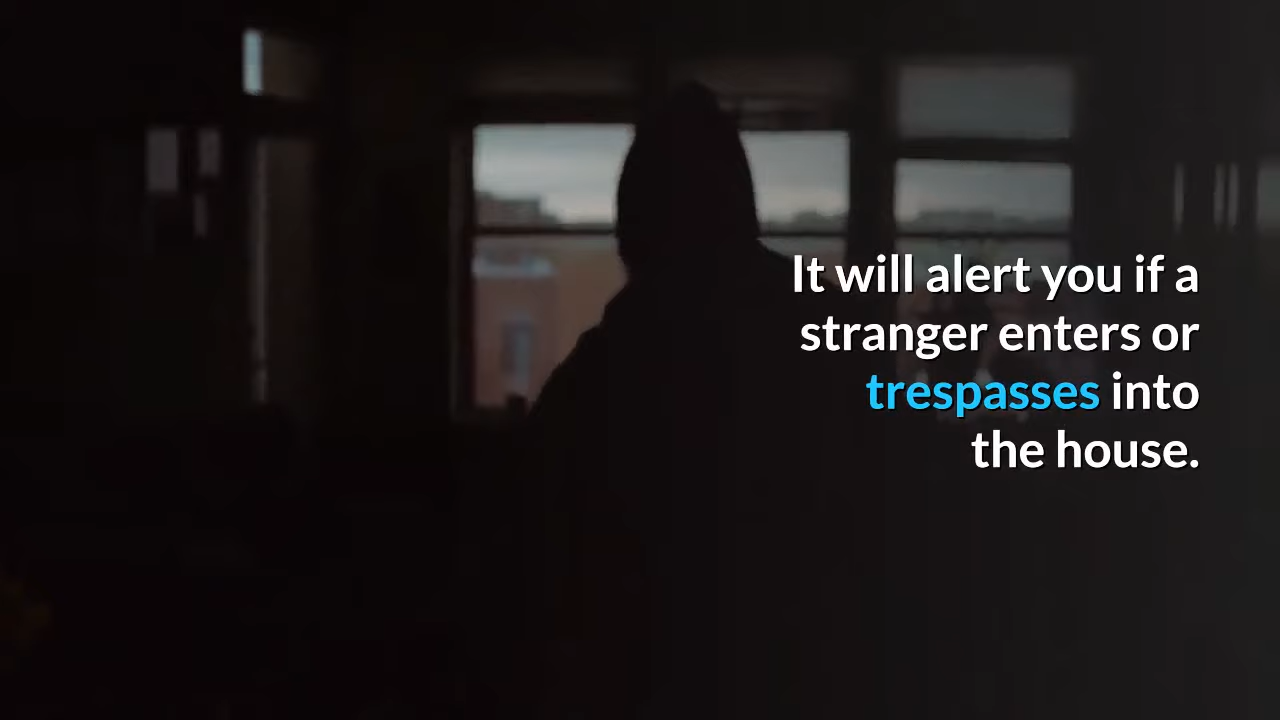 It will alert you if a
stranger enters or
trespasses into
the house.